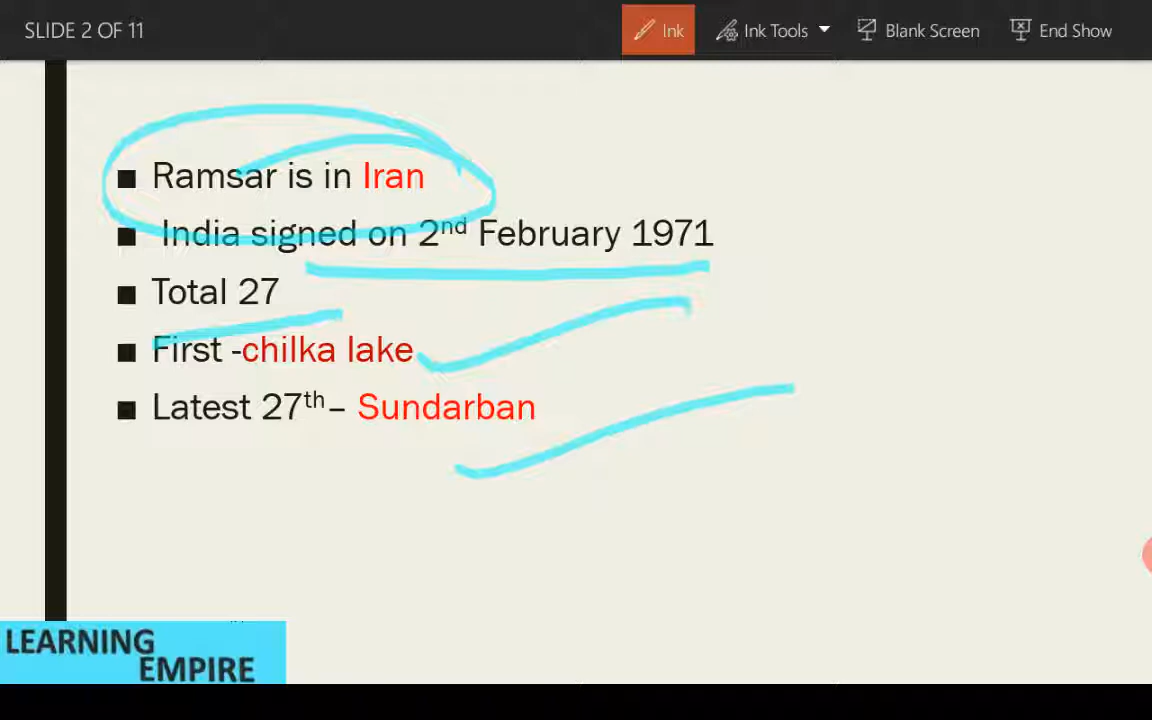 SLIDE 2 OF 11
Ink
Ink Tools
Blank Screen
End Show
■ Ramsar is in Iran
■ India signed on 2nd February 1971
■ Total 27
■ First -chilka lake
■ Latest 27th– Sundarban
LEARNING
EMPIRE